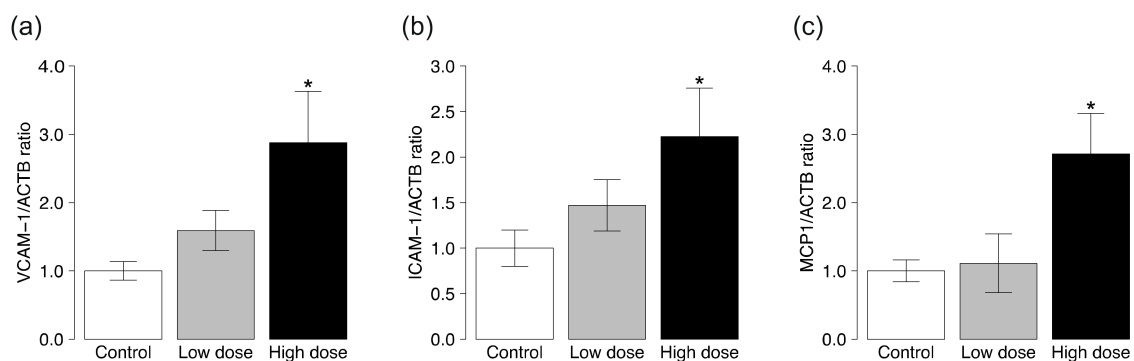 (a)
VCAM−1/ACTB ratio
4.0
3.0
2.0
1.0
0.0
*
Control
Low dose
High dose
(b)
ICAM−1/ACTB ratio
3.0
2.5
2.0
1.5
1.0
0.5
0.0
*
Control
Low dose
High dose
(c)
MCP1/ACTB ratio
4.0
3.0
2.0
1.0
0.0
*
Control
Low dose
High dose